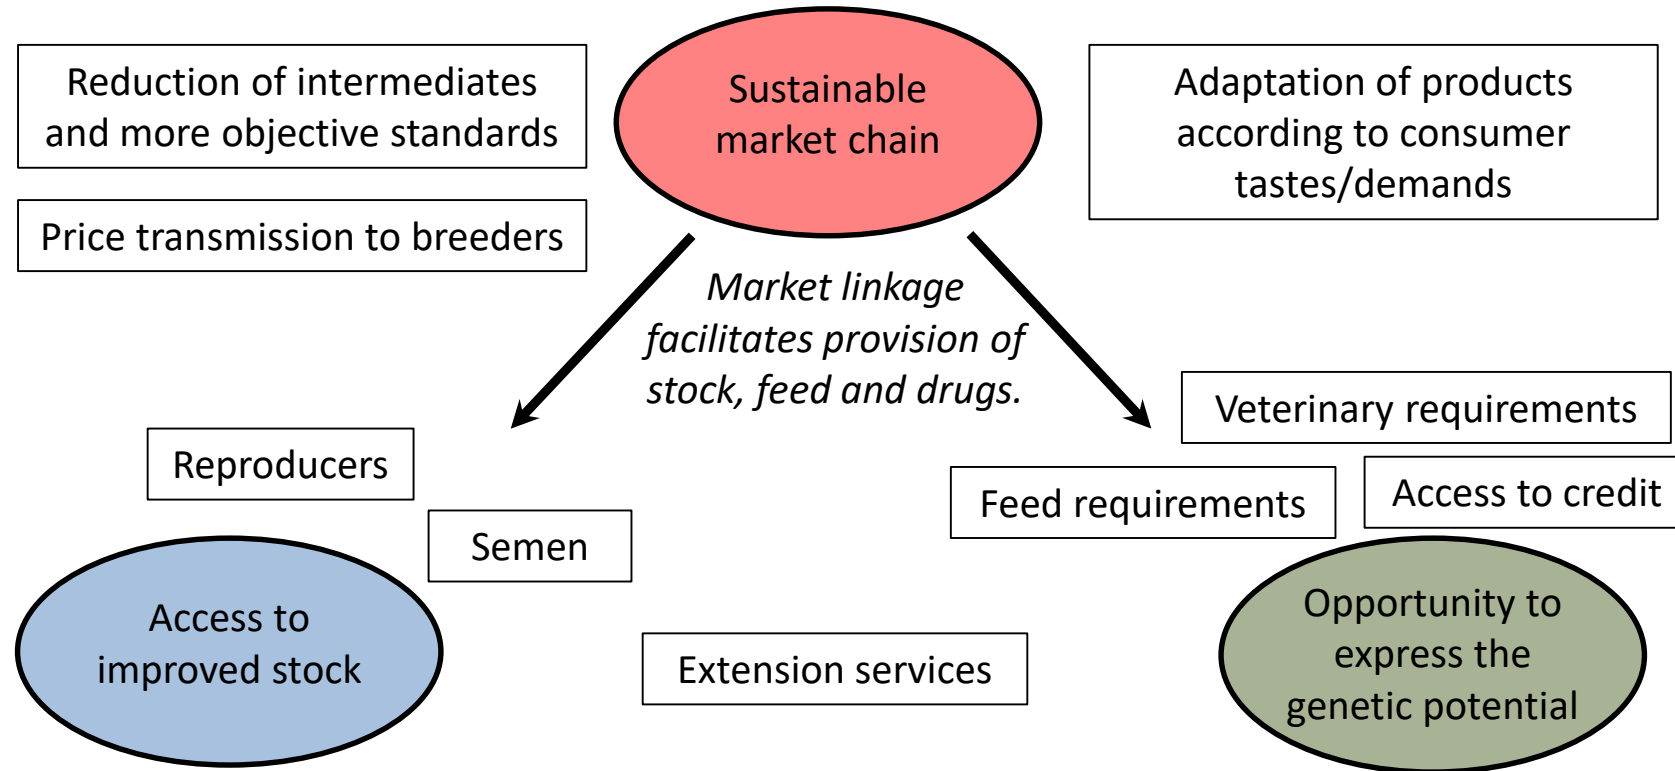 Reduction of intermediates
and more objective standards
Price transmission to breeders
Sustainable
market chain
Adaptation of products
according to consumer
tastes/demands
Market linkage
facilitates provision of
stock, feed and drugs.
Reproducers
Semen
Access to
improved stock
Extension services
Veterinary requirements
Feed requirements
Access to credit
Opportunity to
express the
genetic potential